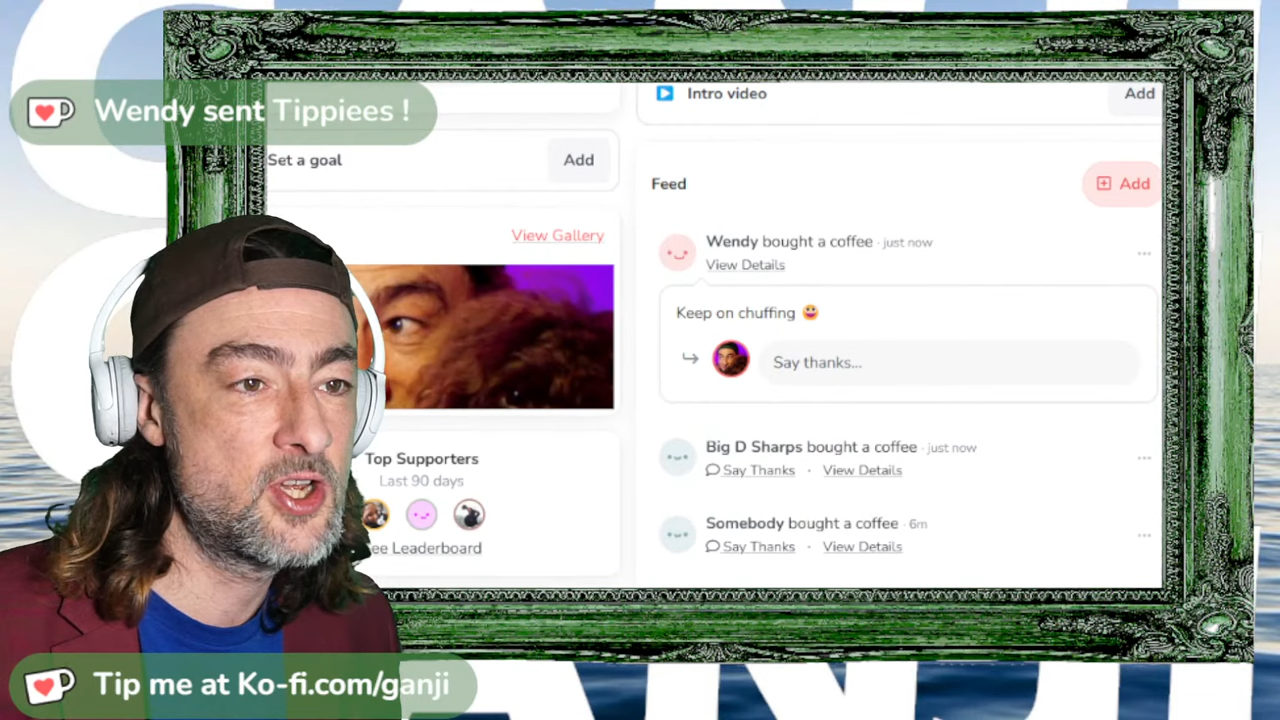 Wendy sent Tippiees !
Intro video
Add
Set a goal
Add
Feed
Add
View Gallery
Wendy bought a coffee · just now
View Details
Keep on chuffing 😃
Say thanks...
Top Supporters
Last 90 days
ee Leaderboard
Big D Sharps bought a coffee · just now
Say Thanks · View Details
Somebody bought a coffee · 6m
Say Thanks · View Details
Tip me at Ko-fi.com/ganji